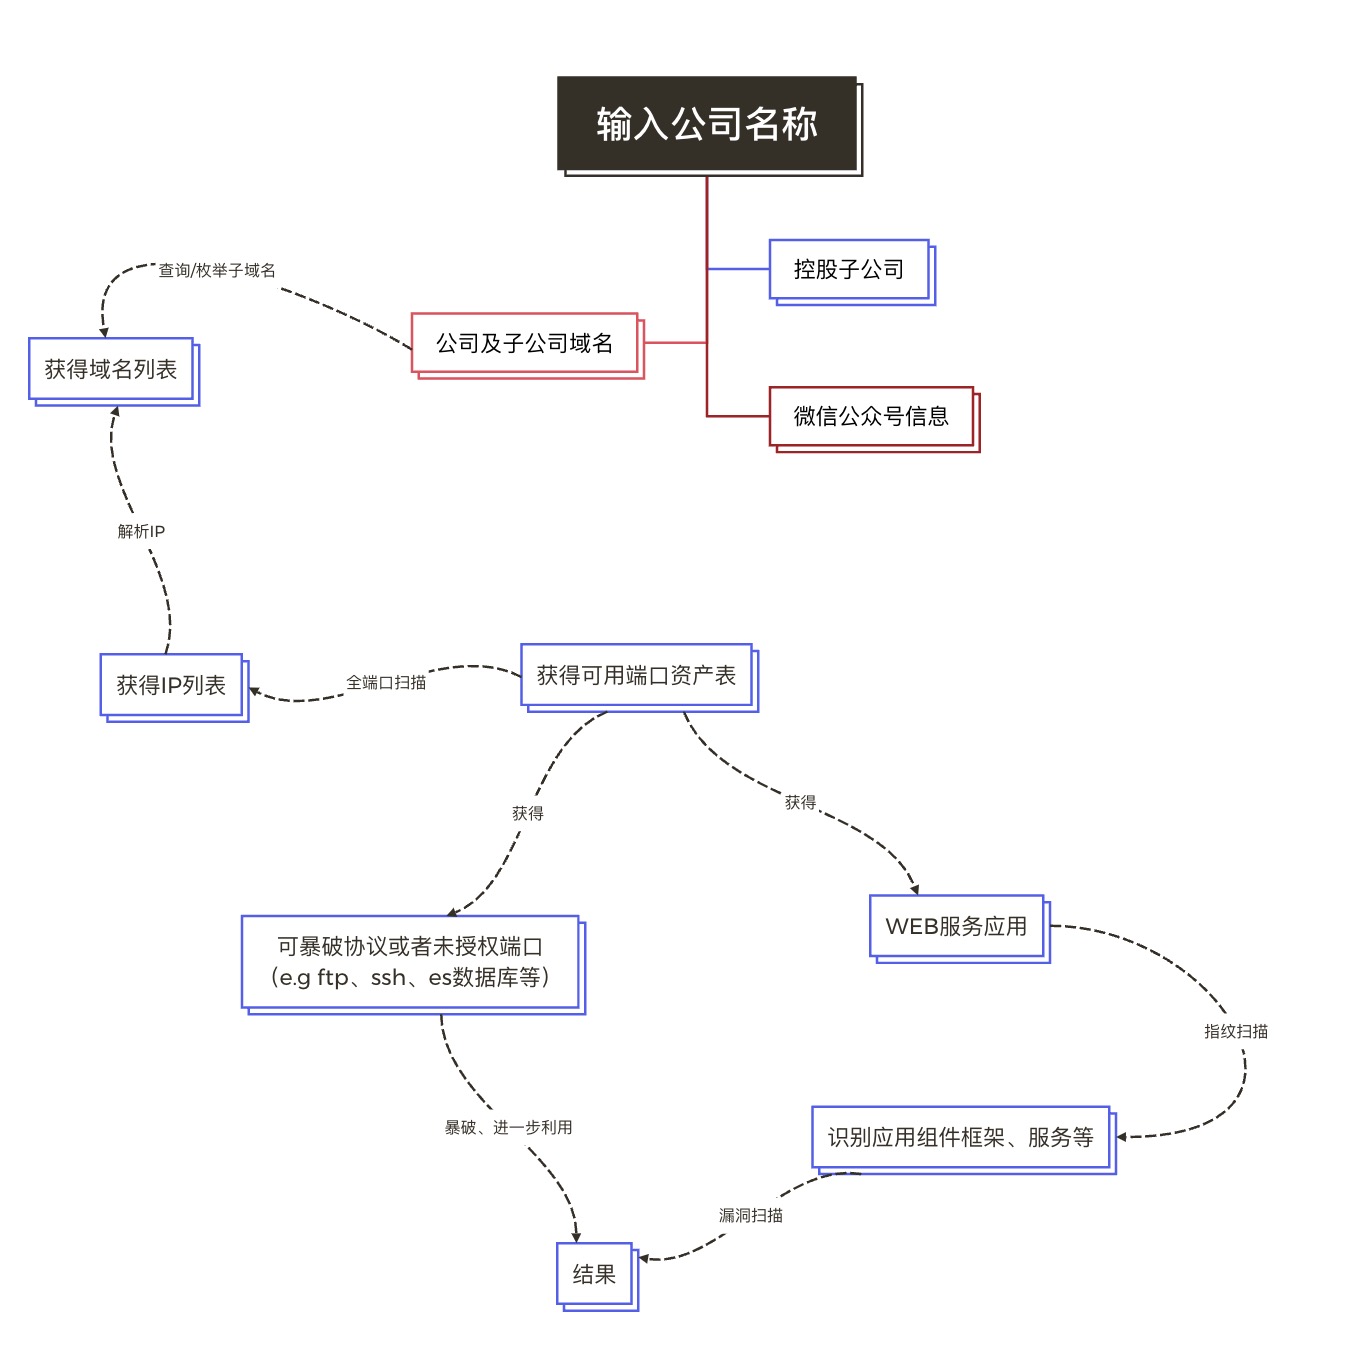 输入公司名称
控股子公司
查询/枚举子域名
公司及子公司域名
获得域名列表
微信公众号信息
解析IP
获得IP列表
全端口扫描
获得可用端口资产表
获得
获得
可暴破协议或者未授权端口
（e.g ftp、ssh、es数据库等）
WEB服务应用
指纹扫描
暴破、进一步利用
识别应用组件框架、服务等
漏洞扫描
结果